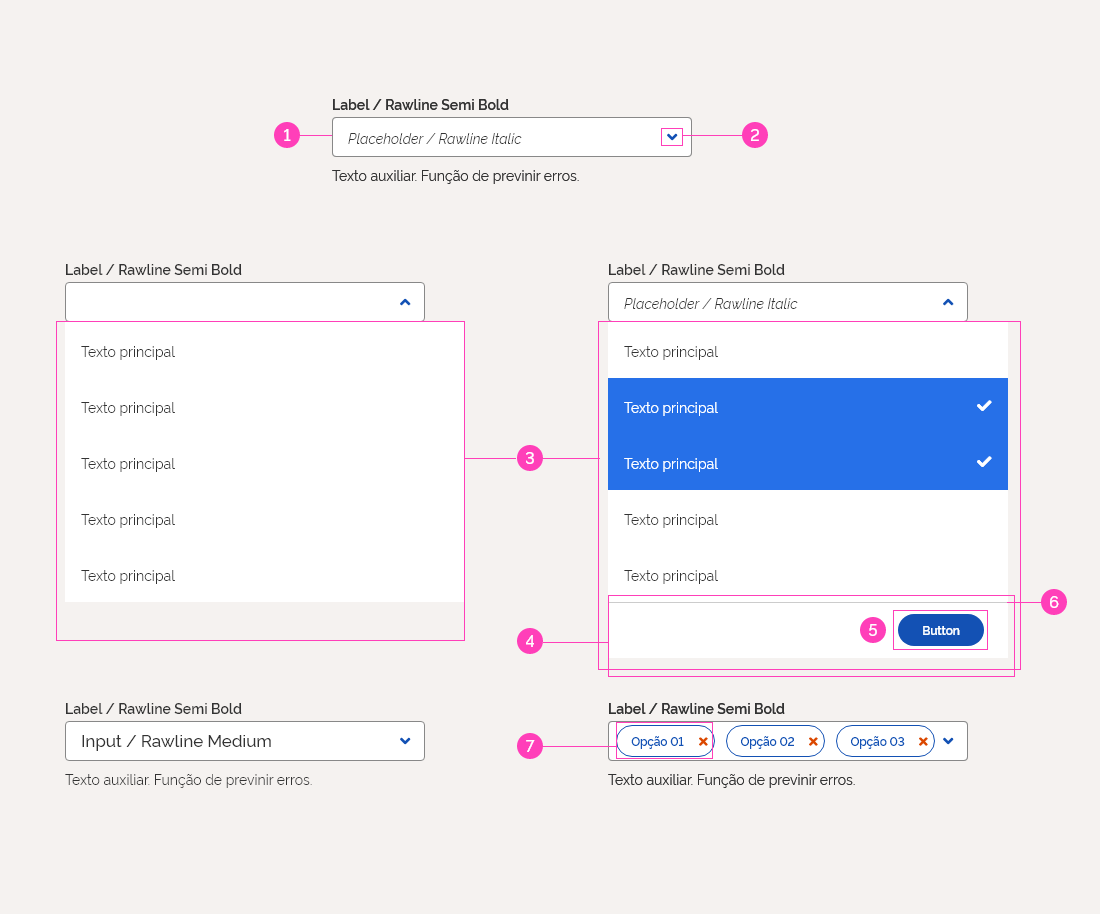 Label / Rawline Semi Bold
1
Placeholder / Rawline Italic
2
Texto auxiliar. Função de previnir erros.
Label / Rawline Semi Bold
Texto principal
Texto principal
Texto principal
Texto principal
Texto principal
3
Label / Rawline Semi Bold
Placeholder / Rawline Italic
Texto principal
Texto principal
Texto principal
Texto principal
Texto principal
6
4
5
Button
Label / Rawline Semi Bold
Input / Rawline Medium
Texto auxiliar. Função de previnir erros.
Label / Rawline Semi Bold
7
Opção 01
Opção 02
Opção 03
Texto auxiliar. Função de previnir erros.